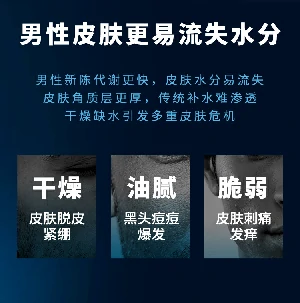 男性皮肤更易流失水分
男性新陈代谢更快，皮肤水分易流失
皮肤角质层更厚，传统补水难渗透
干燥缺水引发多重皮肤危机
干燥
皮肤脱皮
紧绷
油腻
黑头痘痘
爆发
脆弱
皮肤刺痛
发痒